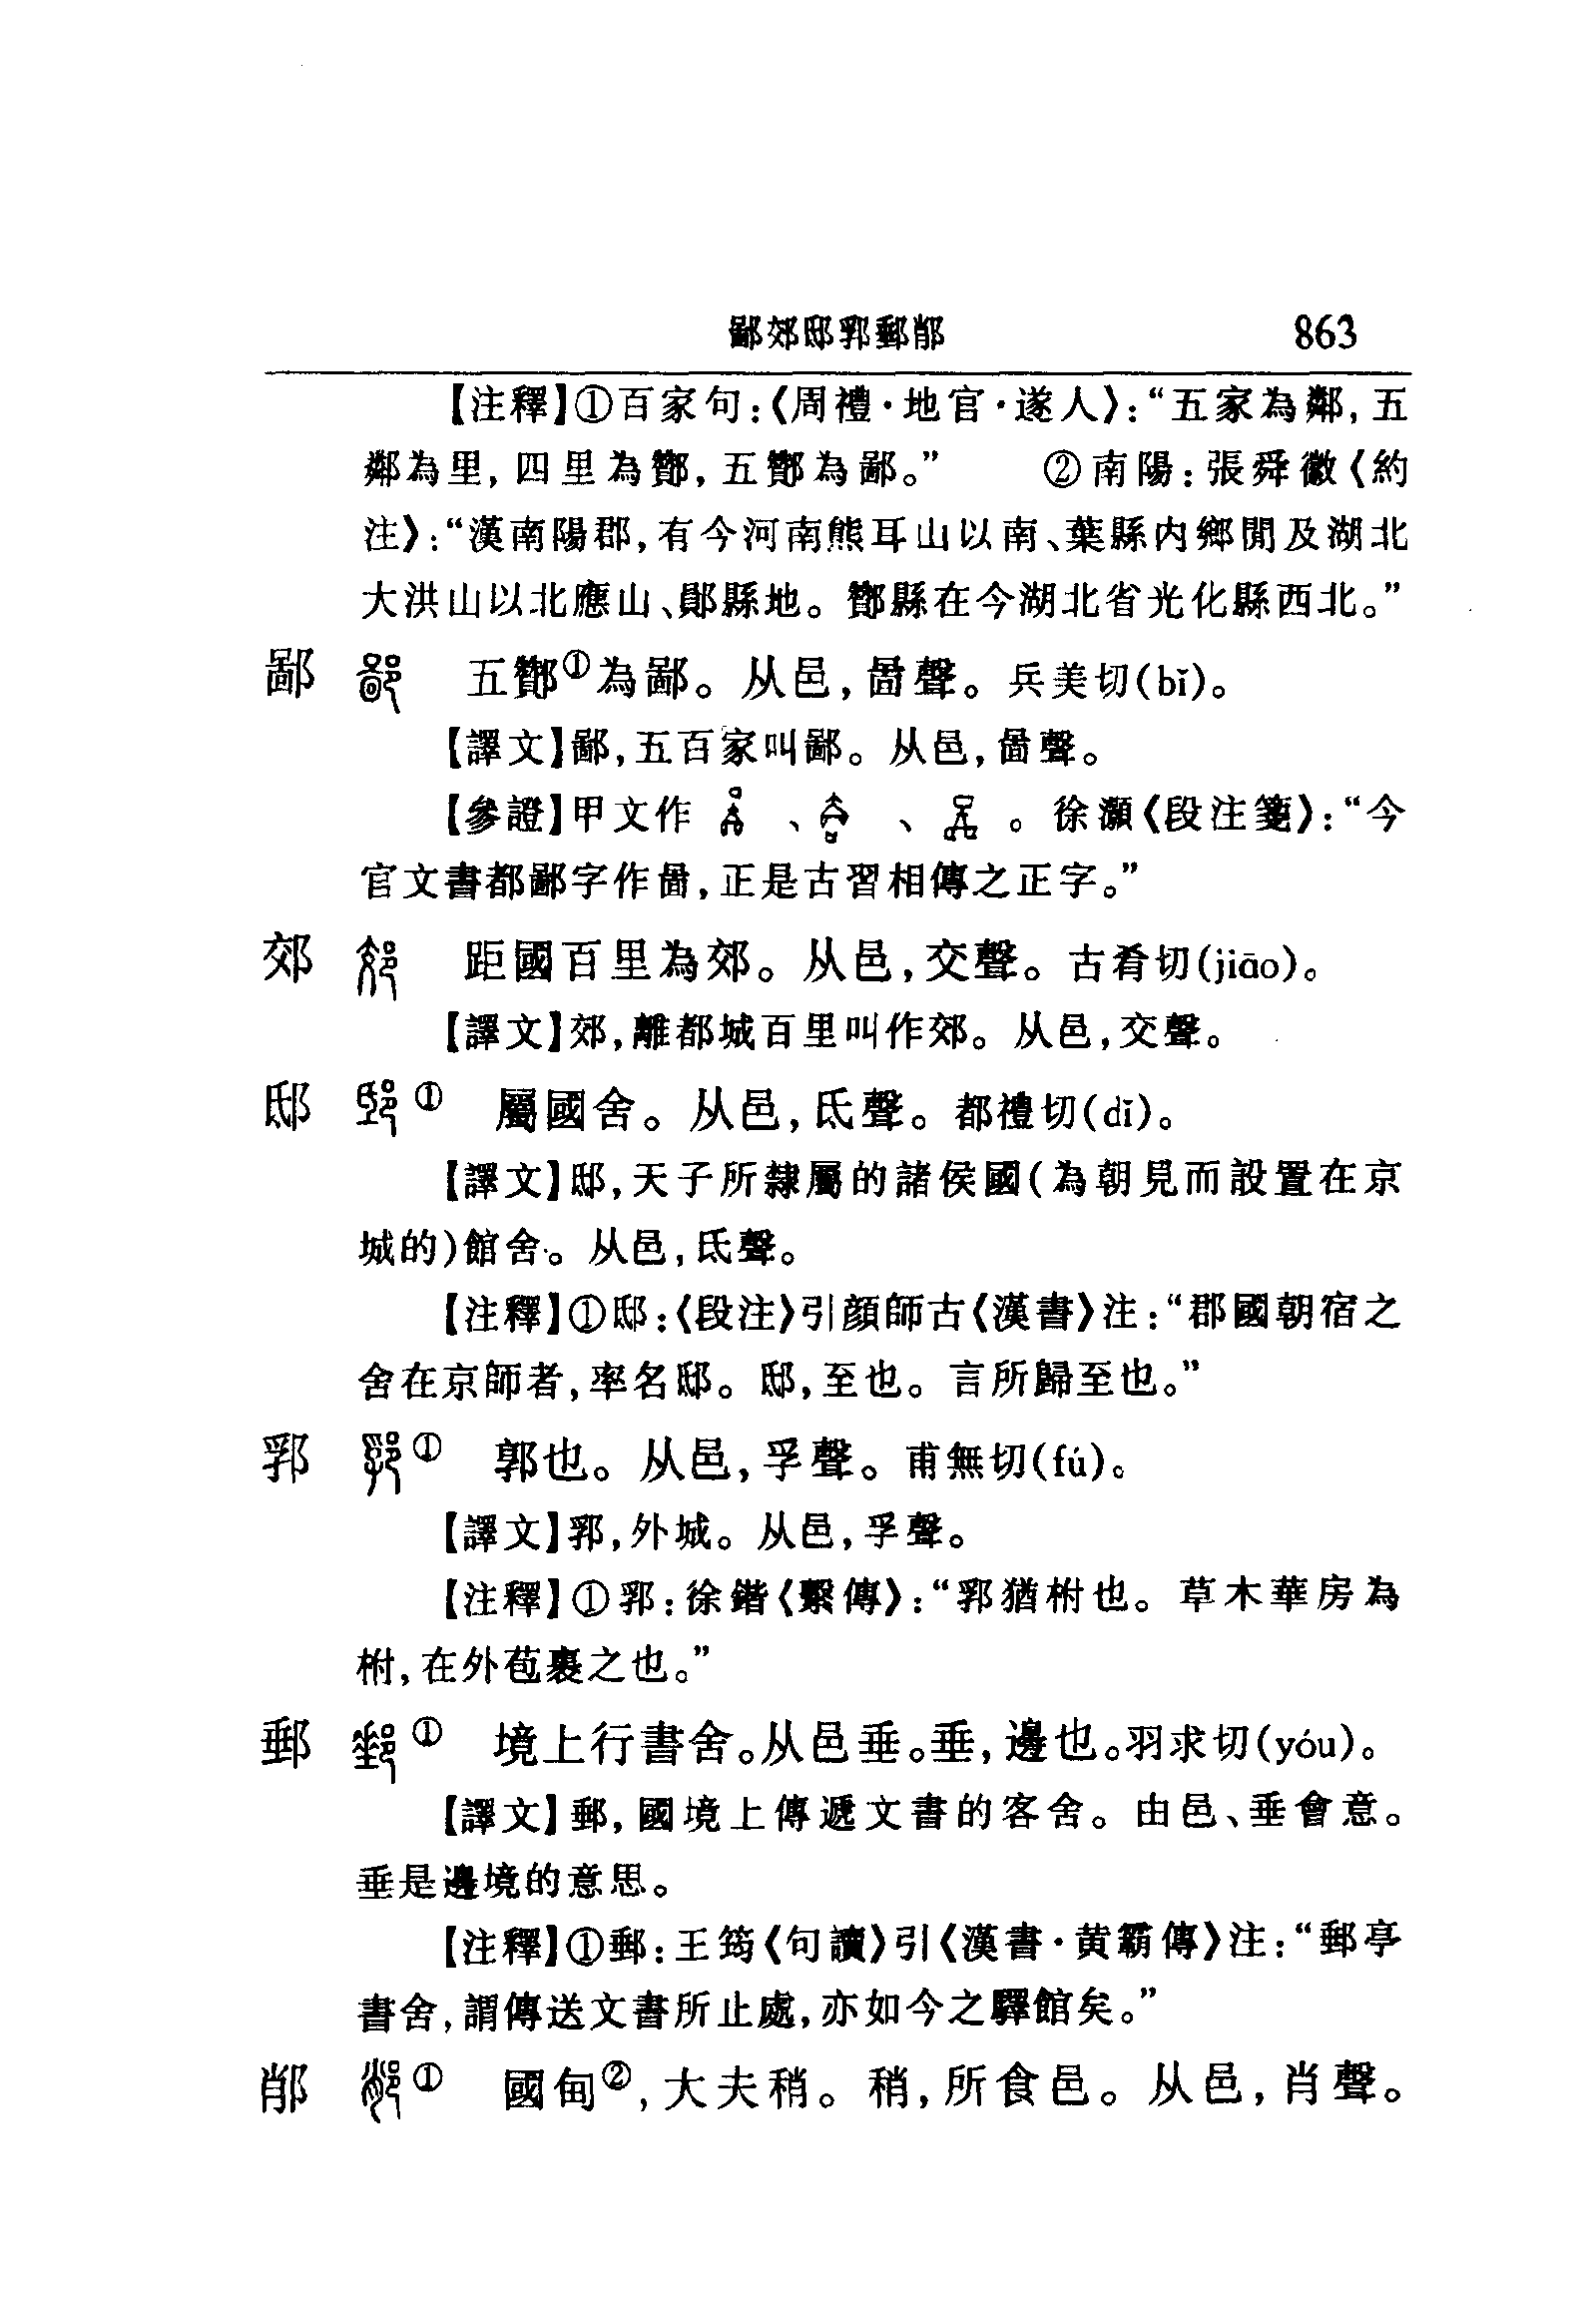 鄙郊邸郛郵䣛 863
【注釋】①百家句：《周禮·地官·遂人》：“五家為鄰，五
鄰為里，四里為酇，五酇為鄙。” ②南陽：張舜徽《約
注》：“漢南陽郡，有今河南熊耳山以南、葉縣内鄉閒及湖北
大洪山以北應山、鄖縣地。酇縣在今湖北省光化縣西北。”
鄙 五酇①為鄙。从邑，啚聲。兵美切(bǐ)。
【譯文】鄙，五百家叫鄙。从邑，啚聲。
【參證】甲文作 、 、 。徐灝《段注箋》：“今
官文書都鄙字作啚，正是古習相傳之正字。”
郊 距國百里為郊。从邑，交聲。古肴切(jiāo)。
【譯文】郊，離都城百里叫作郊。从邑，交聲。
邸 ① 屬國舍。从邑，氐聲。都禮切(dǐ)。
【譯文】邸，天子所隸屬的諸侯國(為朝見而設置在京
城的)館舍。从邑，氐聲。
【注釋】①邸：《段注》引顏師古《漢書》注：“郡國朝宿之
舍在京師者，率名邸。邸，至也。言所歸至也。”
郛 ① 郭也。从邑，孚聲。甫無切(fú)。
【譯文】郛，外城。从邑，孚聲。
【注釋】①郛：徐鍇《繫傳》：“郛猶柎也。草木華房為
柎，在外苞裹之也。”
郵 ① 境上行書舍。从邑垂。垂，邊也。羽求切(yóu)。
【譯文】郵，國境上傳遞文書的客舍。由邑、垂會意。
垂是邊境的意思。
【注釋】①郵：王筠《句讀》引《漢書·黄霸傳》注：“郵亭
書舍，謂傳送文書所止處，亦如今之驛館矣。”
䣛 ① 國甸②，大夫稍。稍，所食邑。从邑，肖聲。